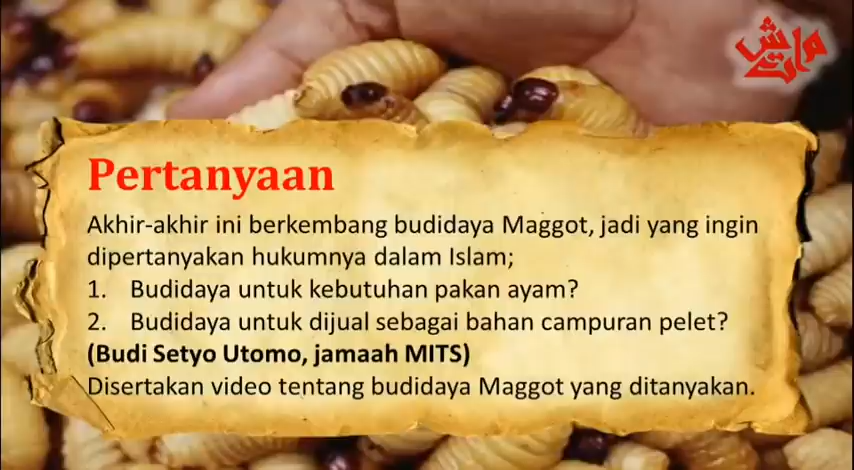 Pertanyaan
Akhir-akhir ini berkembang budidaya Maggot, jadi yang ingin
dipertanyakan hukumnya dalam Islam;
1. Budidaya untuk kebutuhan pakan ayam?
2. Budidaya untuk dijual sebagai bahan campuran pelet?
(Budi Setyo Utomo, jamaah MITS)
Disertakan video tentang budidaya Maggot yang ditanyakan.